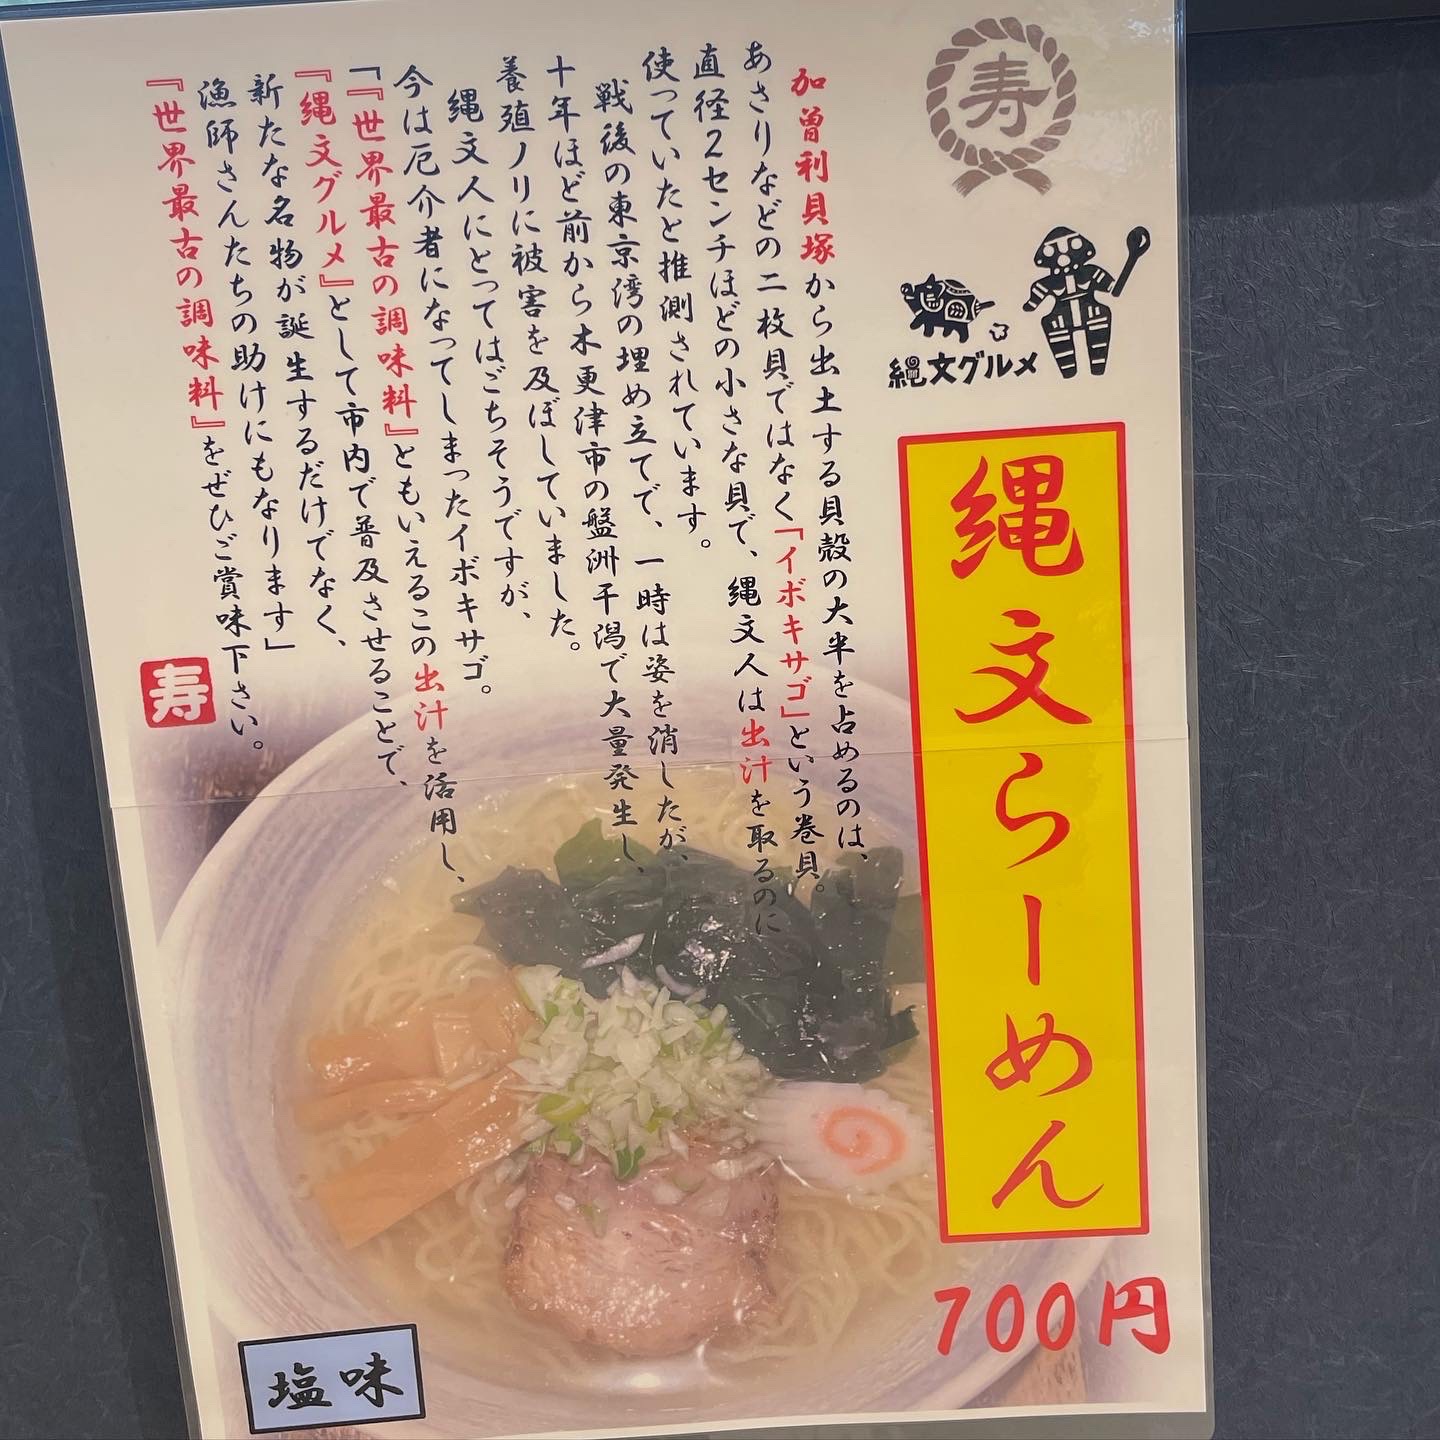 寿
縄文グルメ
縄文らーめん
700円
加曽利貝塚から出土する貝殻の大半を占めるのは、
あさりなどの二枚貝ではなく「イボキサゴ」という巻貝。
直径2センチほどの小さな貝で、縄文人は出汁を取るのに
使っていたと推測されています。
戦後の東京湾の埋め立てで、一時は姿を消したが、
十年ほど前から木更津市の盤洲干潟で大量発生し、
養殖ノリに被害を及ぼしていました。
縄文人にとってはごちそうですが、
今は厄介者になってしまったイボキサゴ。
「『世界最古の調味料』ともいえるこの出汁を活用し、
『縄文グルメ』として市内で普及させることで、
新たな名物が誕生するだけでなく、
漁師さんたちの助けにもなります」
『世界最古の調味料』をぜひご賞味下さい。
寿
塩味